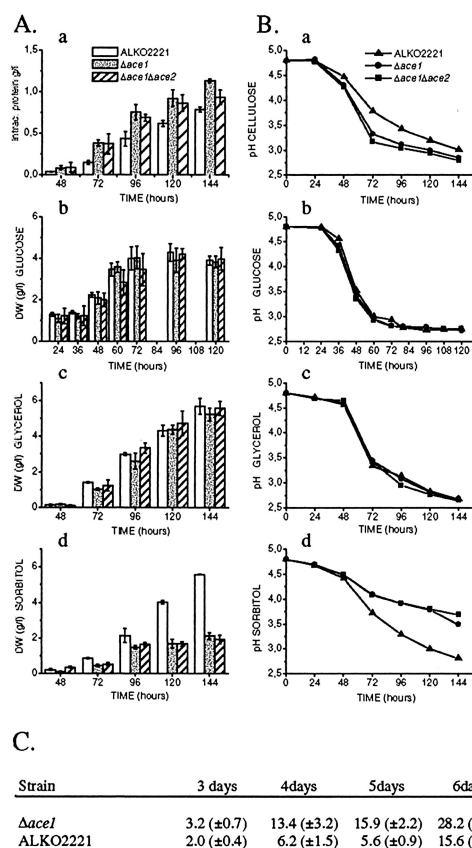 A.
B.
a
ALKO2221
Δace1
Δace1Δace2
Intrac. protein g/l
1,5
1,0
0,5
0,0
48 72 96 120 144
TIME (hours)
b
DW (g/l) GLUCOSE
6
4
2
0
24 36 48 60 72 84 96 108 120
TIME (hours)
c
DW (g/l) GLYCEROL
6
4
2
0
48 72 96 120 144
TIME (hours)
d
DW (g/l) SORBITOL
6
4
2
0
48 72 96 120 144
TIME (hours)
a
ALKO2221
Δace1
Δace1Δace2
pH CELLULOSE
5,0
4,5
4,0
3,5
3,0
2,5
0 24 48 72 96 120 144
TIME (hours)
b
pH GLUCOSE
5,0
4,5
4,0
3,5
3,0
2,5
0 12 24 36 48 60 72 84 96 108 120
TIME (hours)
c
pH GLYCEROL
5,0
4,5
4,0
3,5
3,0
2,5
0 24 48 72 96 120 144
TIME (hours)
d
pH SORBITOL
5,0
4,5
4,0
3,5
3,0
2,5
0 24 48 72 96 120 144
TIME (hours)
C.
Strain 3 days 4days 5days 6da
Δace1 3.2 (±0.7) 13.4 (±3.2) 15.9 (±2.2) 28.2 (
ALKO2221 2.0 (±0.4) 6.2 (±1.5) 5.6 (±0.9) 15.6 (